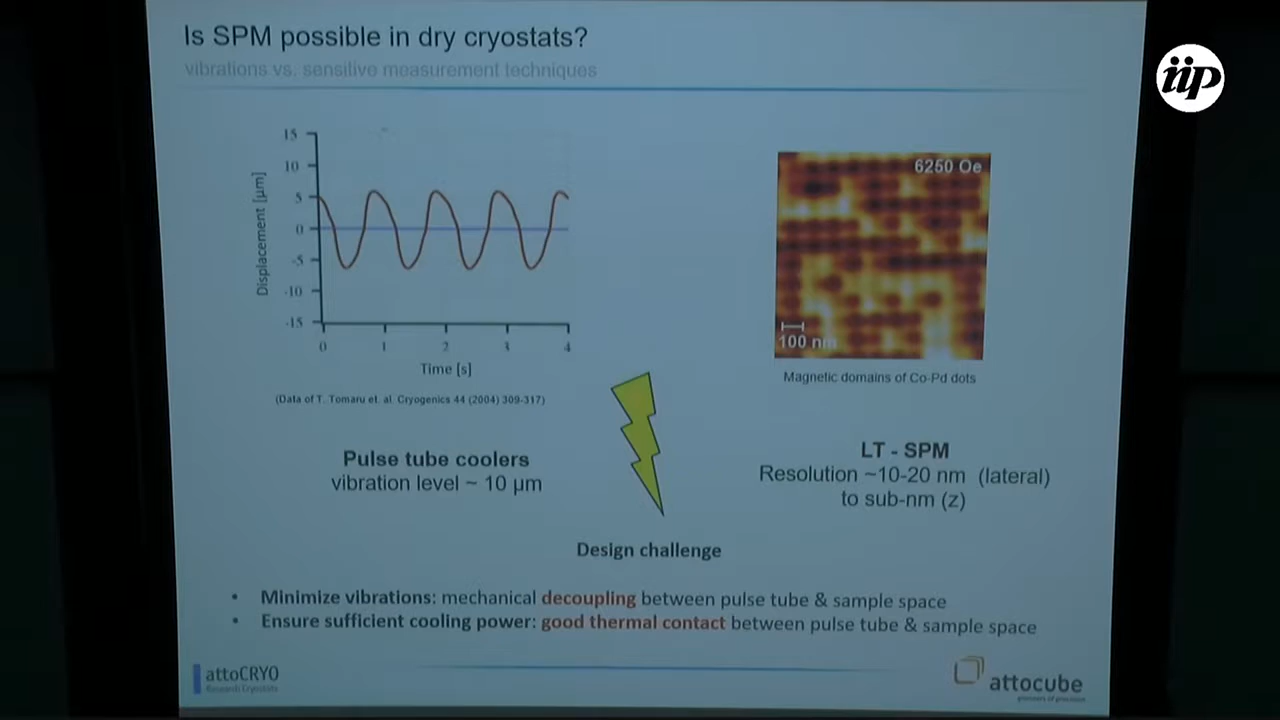 Is SPM possible in dry cryostats?
vibrations vs. sensitive measurement techniques
iip
15
10
5
0
-5
-10
-15
Displacement [µm]
0 1 2 3 4
Time [s]
(Data of T. Tomaru et. al. Cryogenics 44 (2004) 309-317)
6250 Oe
100 nm
Magnetic domains of Co-Pd dots
Pulse tube coolers
vibration level ~ 10 µm
LT - SPM
Resolution ~10-20 nm (lateral)
to sub-nm (z)
Design challenge
• Minimize vibrations: mechanical decoupling between pulse tube & sample space
• Ensure sufficient cooling power: good thermal contact between pulse tube & sample space
attoCRYO
Research Cryostats
attocube
pioneers of precision